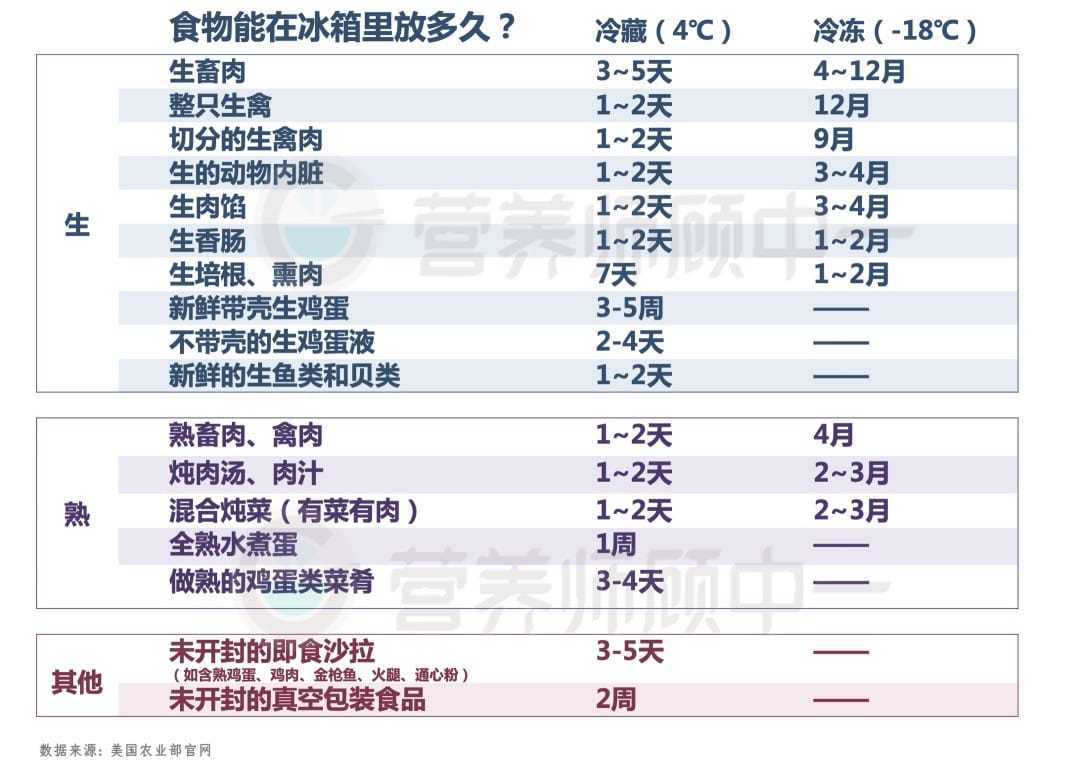 食物能在冰箱里放多久？ 冷藏（4℃） 冷冻（-18℃）
生畜肉 3~5天 4~12月
整只生禽 1~2天 12月
切分的生禽肉 1~2天 9月
生的动物内脏 1~2天 3~4月
生肉馅 1~2天 3~4月
生
生香肠 1~2天 1~2月
生培根、熏肉 7天 1~2月
新鲜带壳生鸡蛋 3-5周 ——
不带壳的生鸡蛋液 2-4天 ——
新鲜的生鱼类和贝类 1~2天 ——
营养师顾中一
熟畜肉、禽肉 1~2天 4月
炖肉汤、肉汁 1~2天 2~3月
熟
混合炖菜（有菜有肉） 1~2天 2~3月
全熟水煮蛋 1周 ——
做熟的鸡蛋类菜肴 3-4天 ——
营养师顾中一
未开封的即食沙拉 3-5天 ——
（如含熟鸡蛋、鸡肉、金枪鱼、火腿、通心粉）
其他
未开封的真空包装食品 2周 ——
数据来源：美国农业部官网